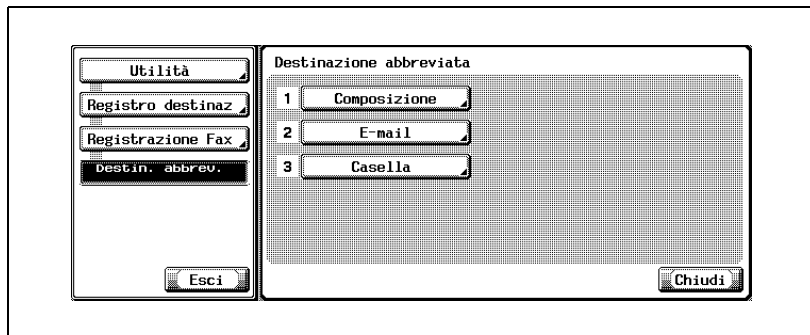 Utilità
Registro destinaz
Registrazione Fax
Destin. abbrev.
Esci
Destinazione abbreviata
1 Composizione
2 E-mail
3 Casella
Chiudi